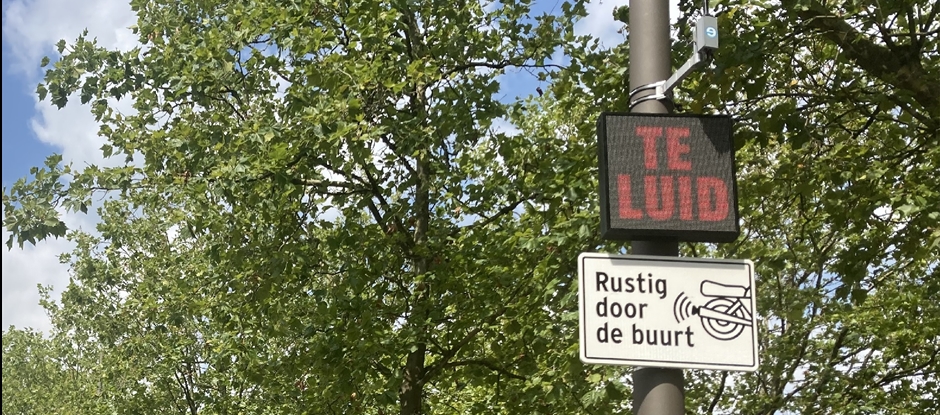 TE
LUID
Rustig
door
de buurt